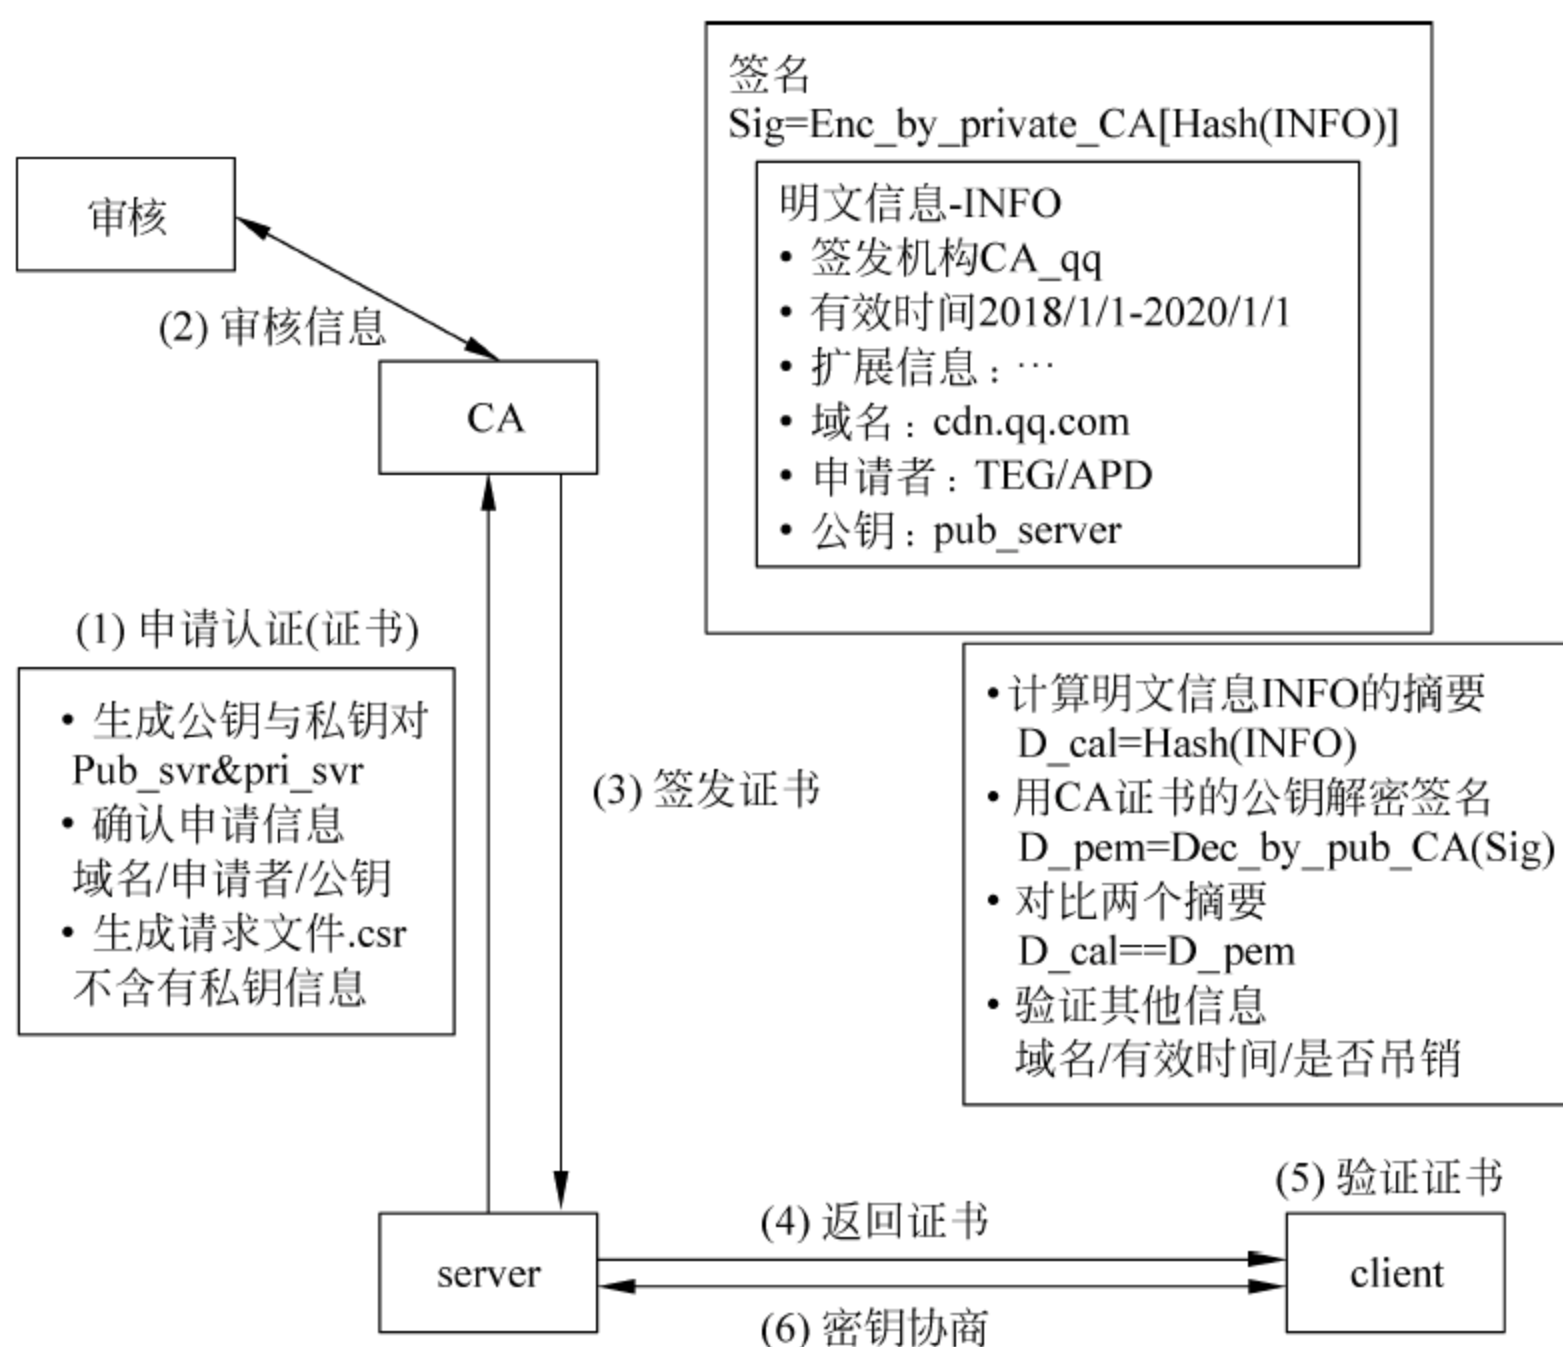 签名
Sig=Enc_by_private_CA[Hash(INFO)]
明文信息-INFO
• 签发机构CA_qq
• 有效时间2018/1/1-2020/1/1
• 扩展信息：…
• 域名：cdn.qq.com
• 申请者：TEG/APD
• 公钥：pub_server
审核
(2) 审核信息
CA
(1) 申请认证(证书)
• 生成公钥与私钥对
Pub_svr&pri_svr
• 确认申请信息
域名/申请者/公钥
• 生成请求文件.csr
不含有私钥信息
(3) 签发证书
• 计算明文信息INFO的摘要
D_cal=Hash(INFO)
• 用CA证书的公钥解密签名
D_pem=Dec_by_pub_CA(Sig)
• 对比两个摘要
D_cal==D_pem
• 验证其他信息
域名/有效时间/是否吊销
(5) 验证证书
server
(4) 返回证书
(6) 密钥协商
client